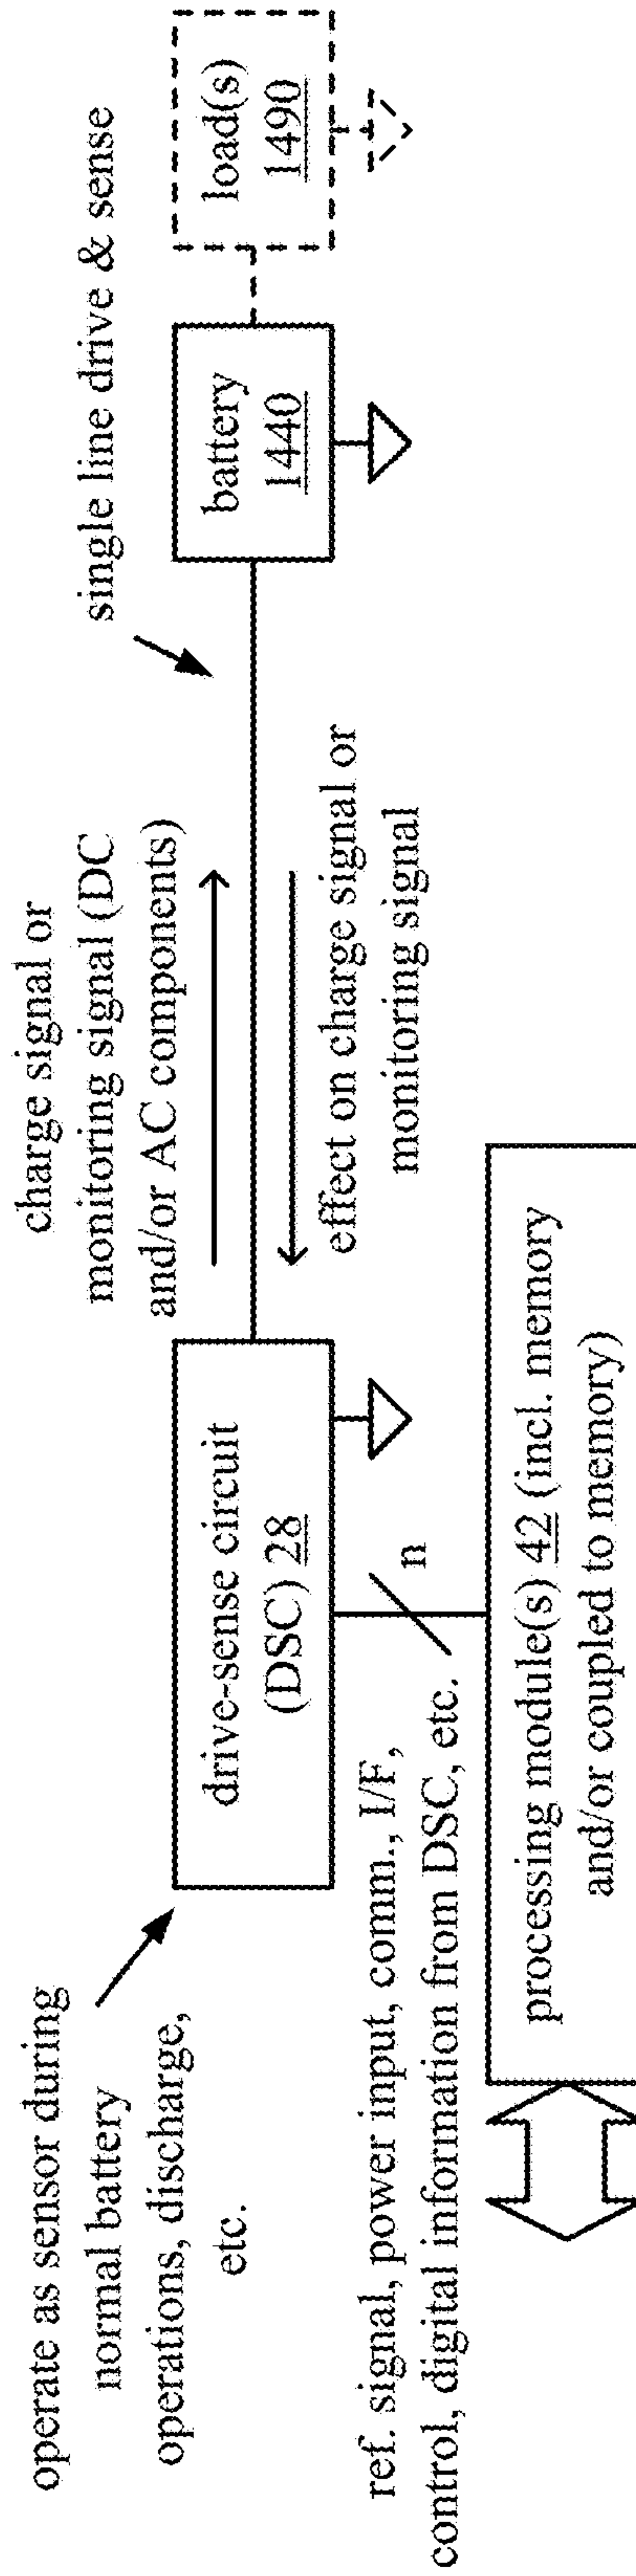 operate as sensor during
normal battery
operations, discharge,
etc.
charge signal or
monitoring signal (DC
and/or AC components)
single line drive & sense
drive-sense circuit
(DSC) 28
battery
1440
load(s)
1490
effect on charge signal or
monitoring signal
ref. signal, power input, comm., I/F,
control, digital information from DSC, etc.
n
processing module(s) 42 (incl. memory
and/or coupled to memory)